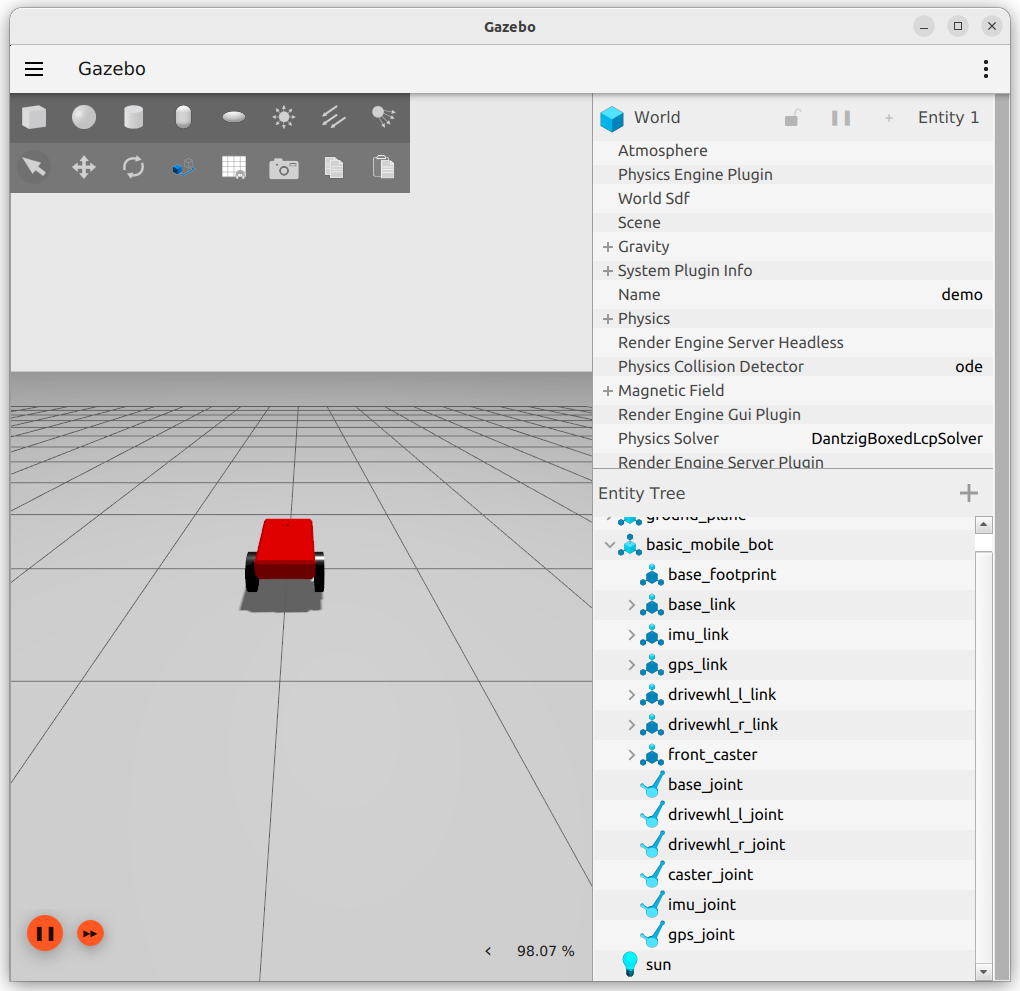 Gazebo
Gazebo
World Entity 1
Atmosphere
Physics Engine Plugin
World Sdf
Scene
Gravity
System Plugin Info
Name demo
Physics
Render Engine Server Headless
Physics Collision Detector ode
Magnetic Field
Render Engine Gui Plugin
Physics Solver DantzigBoxedLcpSolver
Render Engine Server Plugin
Entity Tree
ground_plane
basic_mobile_bot
base_footprint
base_link
imu_link
gps_link
drivewhl_l_link
drivewhl_r_link
front_caster
base_joint
drivewhl_l_joint
drivewhl_r_joint
caster_joint
imu_joint
gps_joint
sun
98.07 %